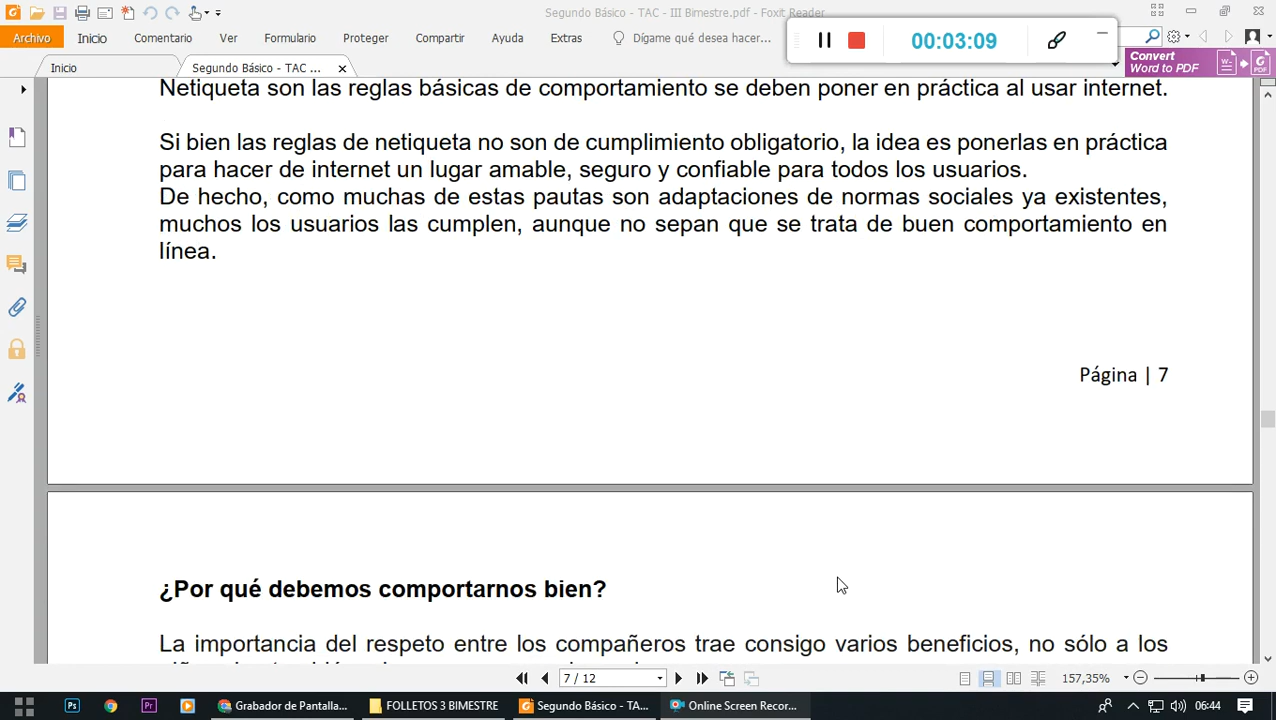 Segundo Básico - TAC - III Bimestre.pdf - Foxit Reader
Archivo Inicio Comentario Ver Formulario Proteger Compartir Ayuda Extras Dígame qué desea hacer...
00:03:09
Convert
Word to PDF
Inicio Segundo Básico - TAC ...
Netiqueta son las reglas básicas de comportamiento se deben poner en práctica al usar internet.
Si bien las reglas de netiqueta no son de cumplimiento obligatorio, la idea es ponerlas en práctica
para hacer de internet un lugar amable, seguro y confiable para todos los usuarios.
De hecho, como muchas de estas pautas son adaptaciones de normas sociales ya existentes,
muchos los usuarios las cumplen, aunque no sepan que se trata de buen comportamiento en
línea.
Página | 7
¿Por qué debemos comportarnos bien?
La importancia del respeto entre los compañeros trae consigo varios beneficios, no sólo a los
7 / 12 157,35%
Ps Pr Grabador de Pantalla... FOLLETOS 3 BIMESTRE Segundo Básico - TA... Online Screen Recor... 06:44